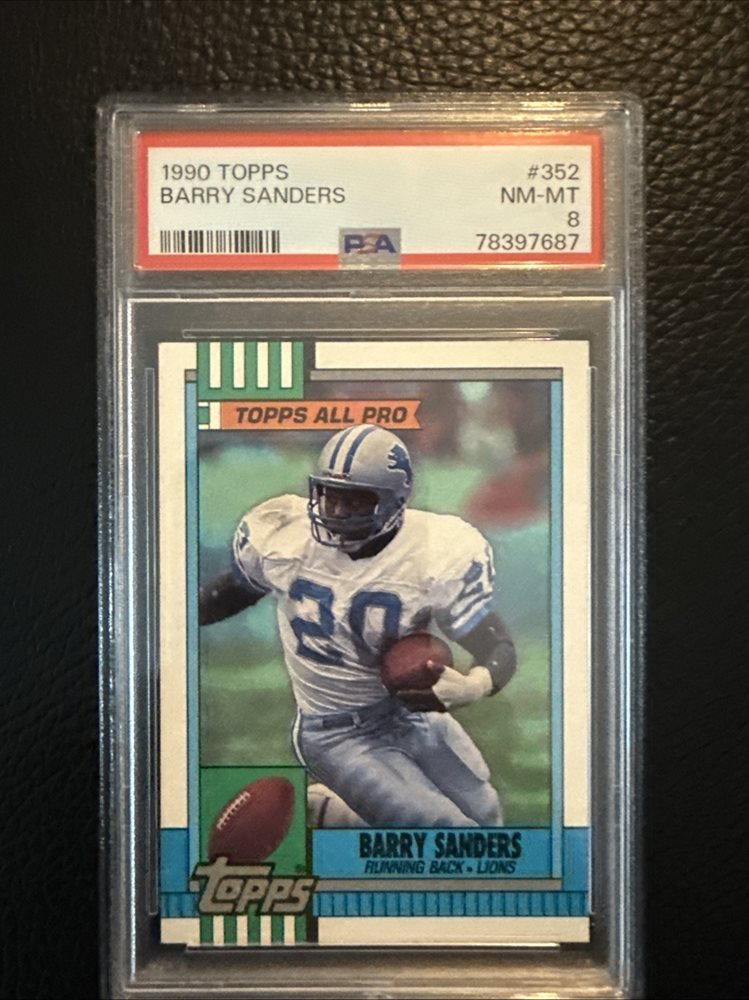 1990 TOPPS #352
BARRY SANDERS NM-MT
8
PSA 78397687
TOPPS ALL PRO
20
20
BARRY SANDERS
RUNNING BACK • LIONS
TOPPS